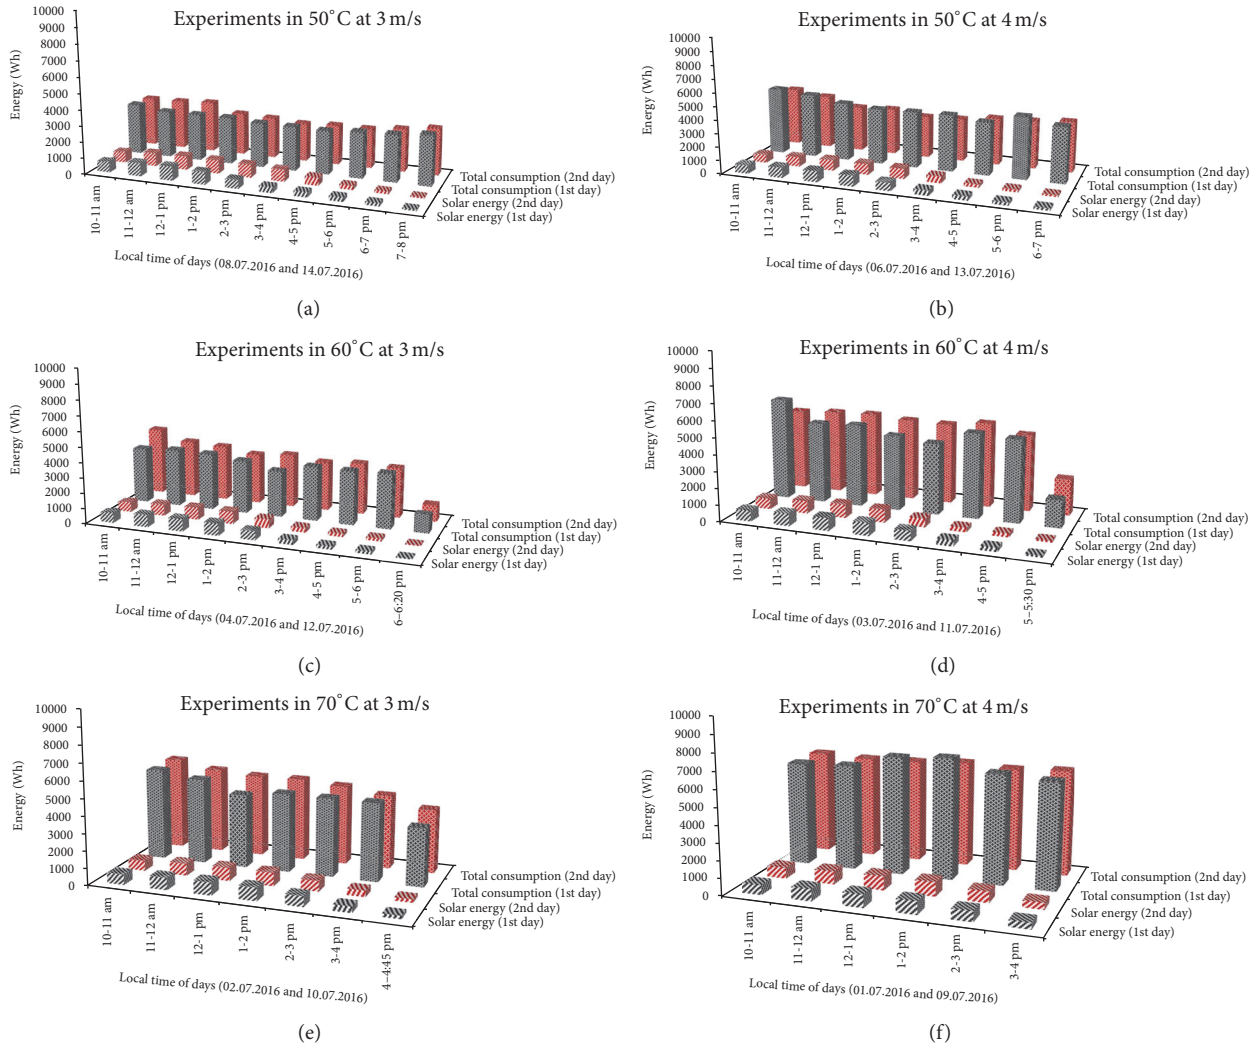 Experiments in 50°C at 3 m/s
Energy (Wh)
10000
9000
8000
7000
6000
5000
4000
3000
2000
1000
0
10-11 am
11-12 am
12-1 pm
1-2 pm
2-3 pm
3-4 pm
4-5 pm
5-6 pm
6-7 pm
7-8 pm
Total consumption (2nd day)
Total consumption (1st day)
Solar energy (2nd day)
Solar energy (1st day)
Local time of days (08.07.2016 and 14.07.2016)
(a)
Experiments in 50°C at 4 m/s
Energy (Wh)
10000
9000
8000
7000
6000
5000
4000
3000
2000
1000
0
10-11 am
11-12 am
12-1 pm
1-2 pm
2-3 pm
3-4 pm
4-5 pm
5-6 pm
6-7 pm
Total consumption (2nd day)
Total consumption (1st day)
Solar energy (2nd day)
Solar energy (1st day)
Local time of days (06.07.2016 and 13.07.2016)
(b)
Experiments in 60°C at 3 m/s
Energy (Wh)
10000
9000
8000
7000
6000
5000
4000
3000
2000
1000
0
10-11 am
11-12 am
12-1 pm
1-2 pm
2-3 pm
3-4 pm
4-5 pm
5-6 pm
6–6:20 pm
Total consumption (2nd day)
Total consumption (1st day)
Solar energy (2nd day)
Solar energy (1st day)
Local time of days (04.07.2016 and 12.07.2016)
(c)
Experiments in 60°C at 4 m/s
Energy (Wh)
10000
9000
8000
7000
6000
5000
4000
3000
2000
1000
0
10-11 am
11-12 am
12-1 pm
1-2 pm
2-3 pm
3-4 pm
4-5 pm
5–5:30 pm
Total consumption (2nd day)
Total consumption (1st day)
Solar energy (2nd day)
Solar energy (1st day)
Local time of days (03.07.2016 and 11.07.2016)
(d)
Experiments in 70°C at 3 m/s
Energy (Wh)
10000
9000
8000
7000
6000
5000
4000
3000
2000
1000
0
10-11 am
11-12 am
12-1 pm
1-2 pm
2-3 pm
3-4 pm
4–4:45 pm
Total consumption (2nd day)
Total consumption (1st day)
Solar energy (2nd day)
Solar energy (1st day)
Local time of days (02.07.2016 and 10.07.2016)
(e)
Experiments in 70°C at 4 m/s
Energy (Wh)
10000
9000
8000
7000
6000
5000
4000
3000
2000
1000
0
10-11 am
11-12 am
12-1 pm
1-2 pm
2-3 pm
3-4 pm
Total consumption (2nd day)
Total consumption (1st day)
Solar energy (2nd day)
Solar energy (1st day)
Local time of days (01.07.2016 and 09.07.2016)
(f)